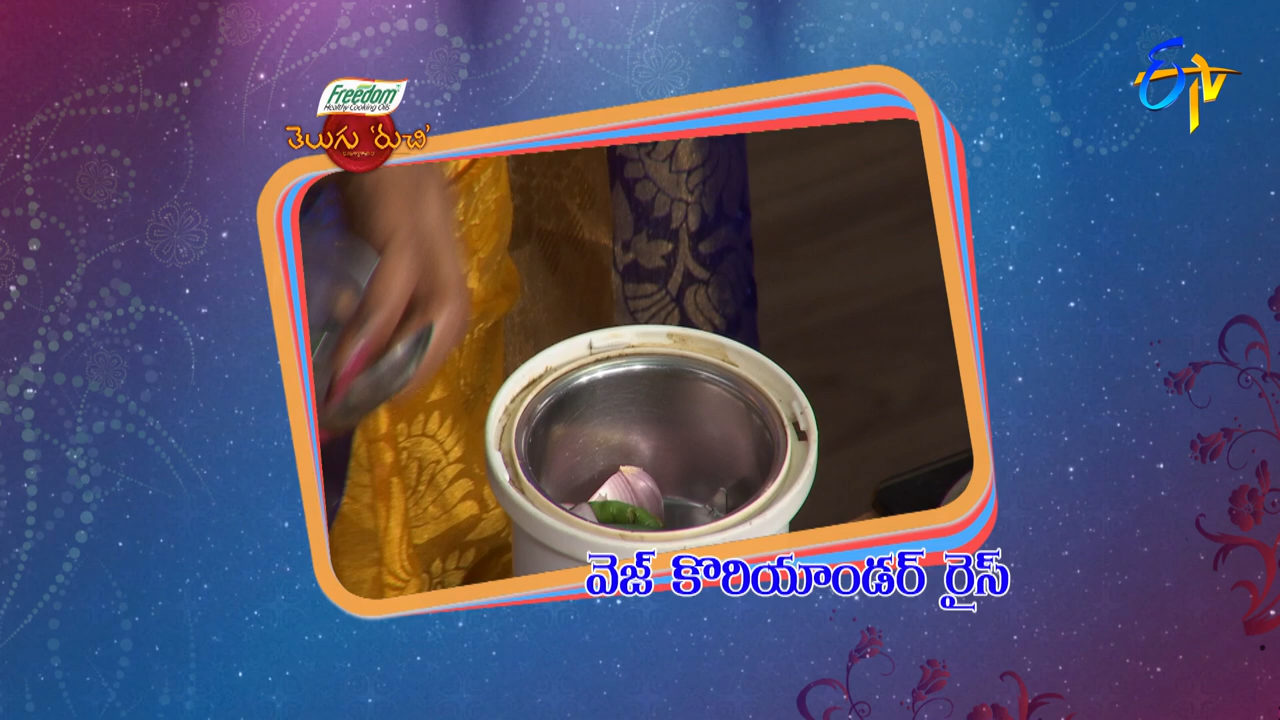 Freedom
Healthy Cooking Oils
తెలుగు 'రుచి'
ETV
వెజ్ కొరియాండర్ రైస్